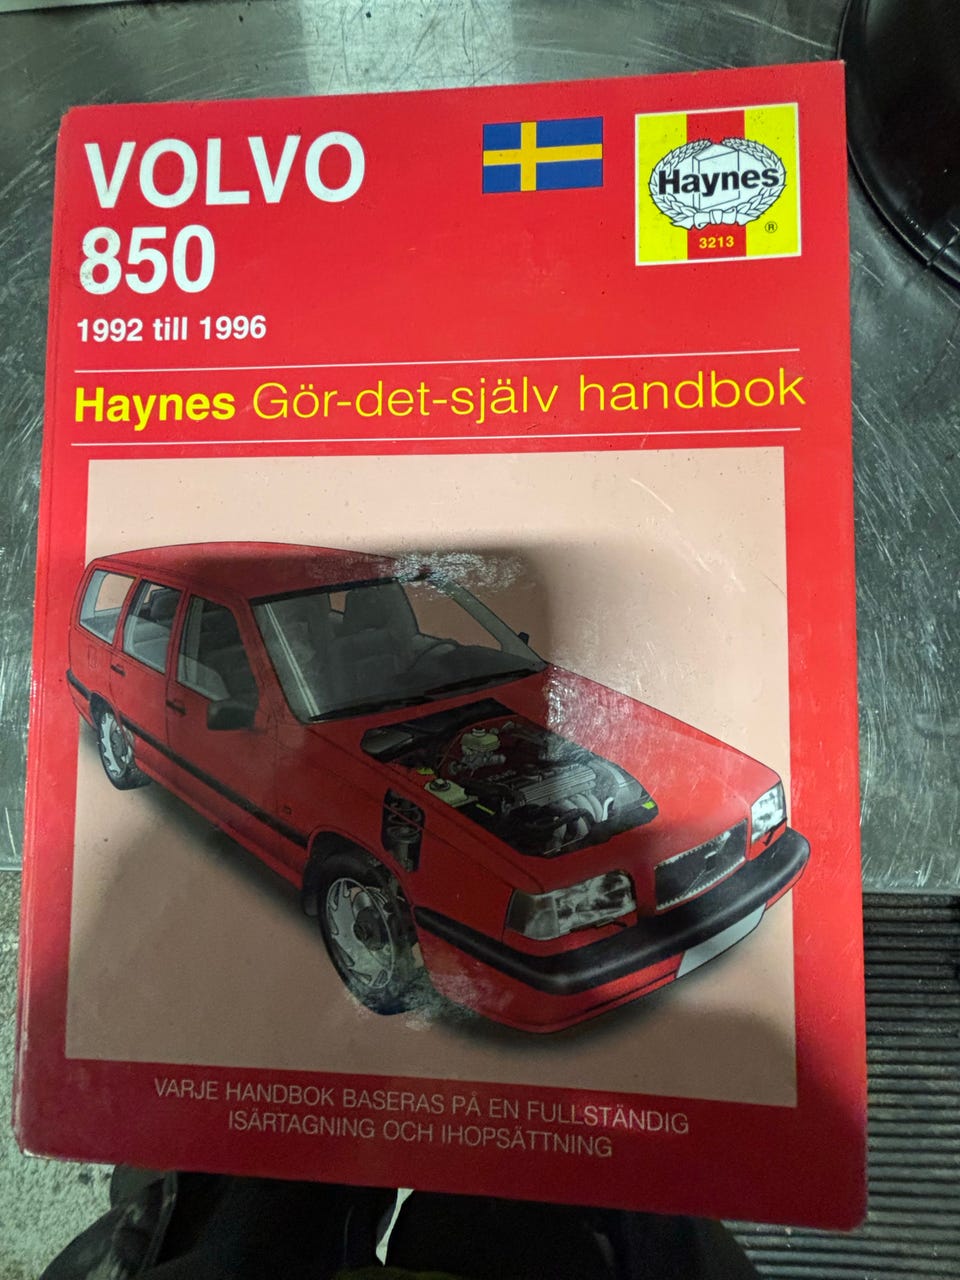 VOLVO
850
1992 till 1996
Haynes
®
3213
Haynes Gör-det-själv handbok
VOLVO
VARJE HANDBOK BASERAS PÅ EN FULLSTÄNDIG
ISÄRTAGNING OCH IHOPSÄTTNING